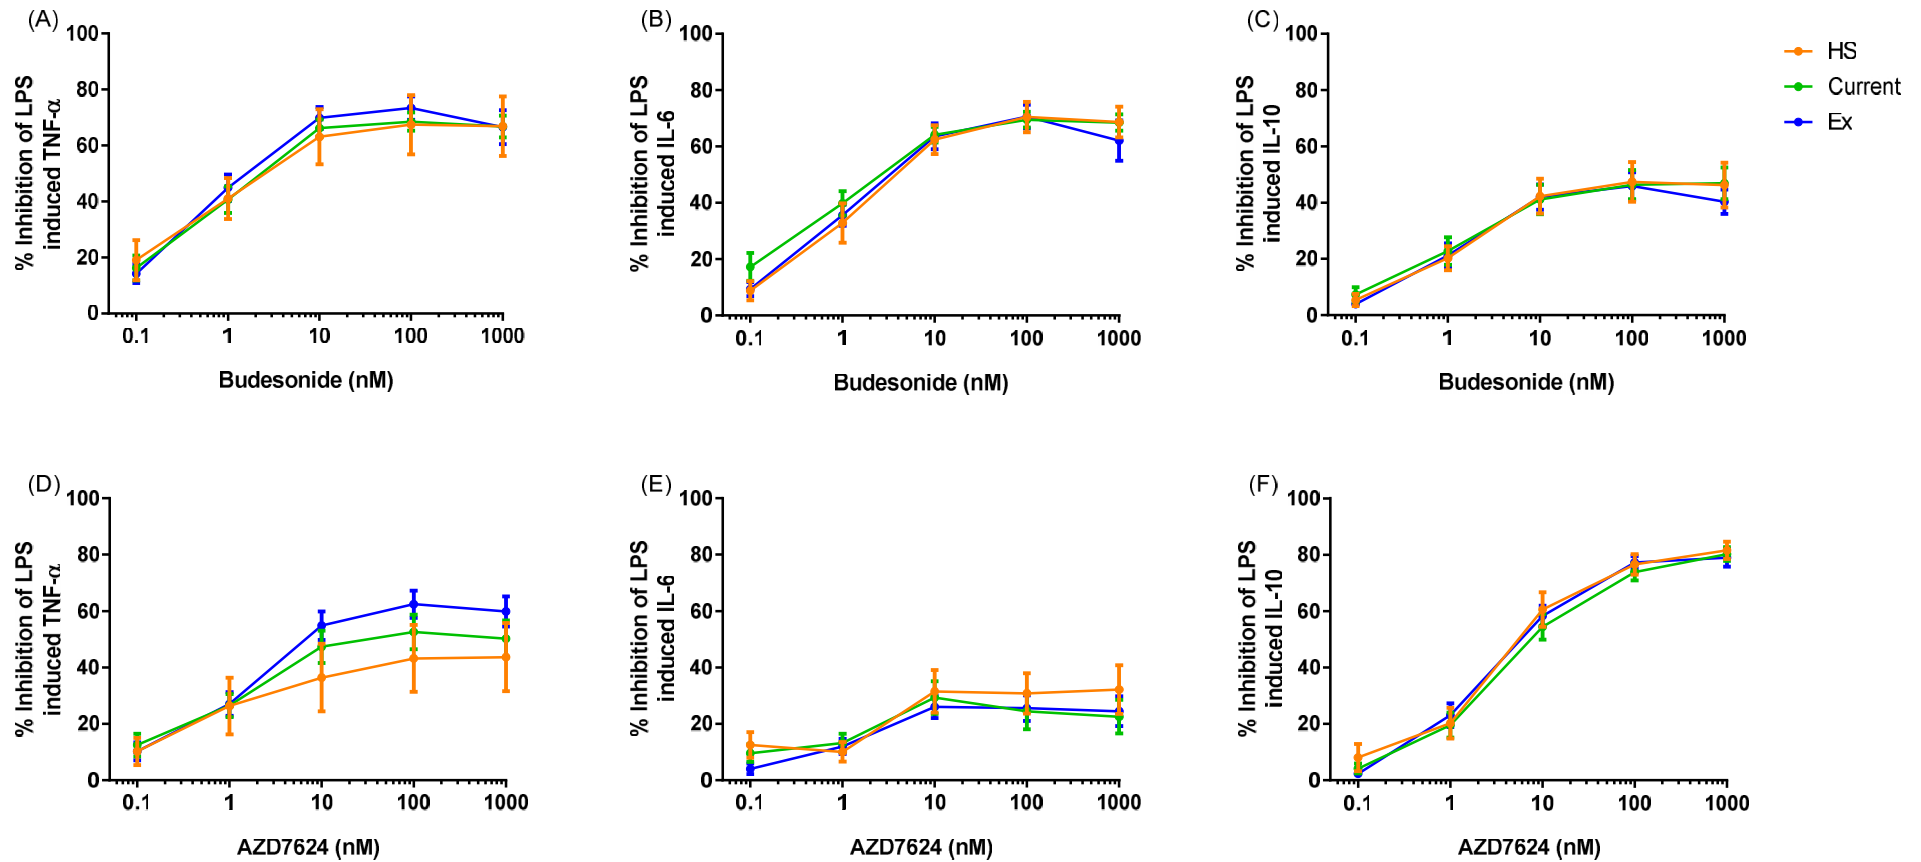 (A)
% Inhibition of LPS
induced TNF-α
100
80
60
40
20
0
0.1 1 10 100 1000
Budesonide (nM)
(B)
% Inhibition of LPS
induced IL-6
100
80
60
40
20
0
0.1 1 10 100 1000
Budesonide (nM)
(C)
% Inhibition of LPS
induced IL-10
100
80
60
40
20
0
0.1 1 10 100 1000
Budesonide (nM)
HS
Current
Ex
(D)
% Inhibition of LPS
induced TNF-α
100
80
60
40
20
0
0.1 1 10 100 1000
AZD7624 (nM)
(E)
% Inhibition of LPS
induced IL-6
100
80
60
40
20
0
0.1 1 10 100 1000
AZD7624 (nM)
(F)
% Inhibition of LPS
induced IL-10
100
80
60
40
20
0
0.1 1 10 100 1000
AZD7624 (nM)